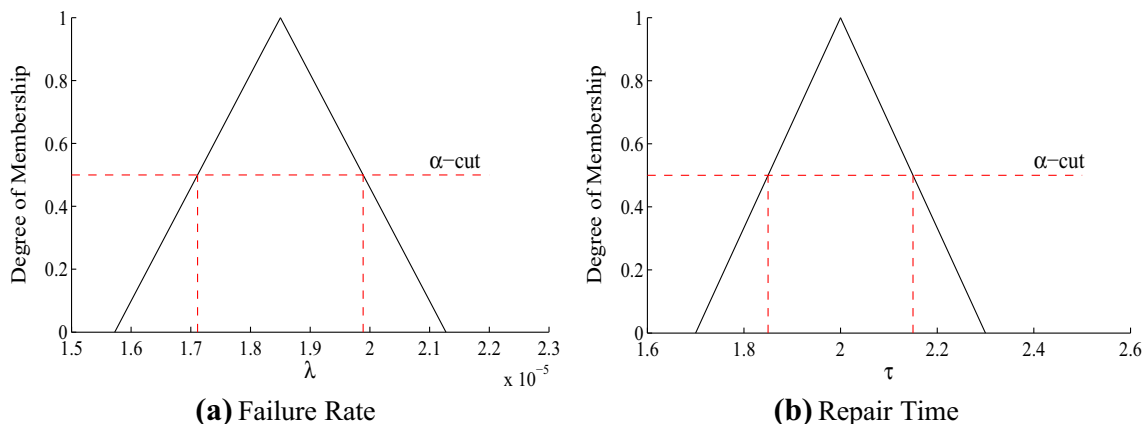 1
0.8
0.6
0.4
0.2
0
Degree of Membership
α−cut
1.5 1.6 1.7 1.8 1.9 2 2.1 2.2 2.3
λ
x 10⁻⁵
(a) Failure Rate
1
0.8
0.6
0.4
0.2
0
Degree of Membership
α−cut
1.6 1.8 2 2.2 2.4 2.6
τ
(b) Repair Time